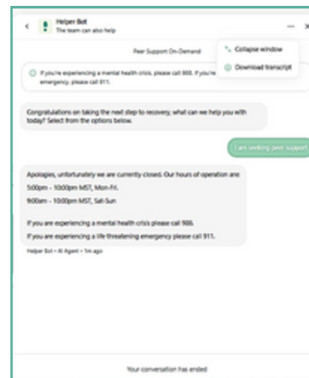 Helper Bot
The team can also help
Collapse window
Download transcript
Peer Support On-Demand
If you're experiencing a mental health crisis, please call 988. If you're
emergency, please call 911.
Congratulations on taking the next step to recovery, what can we help you with
today? Select from the options below.
I am seeking peer support
Apologies, unfortunately we are currently closed. Our hours of operation are:
5:00pm - 10:00pm MST, Mon-Fri.
9:00am - 10:00pm MST, Sat-Sun
If you are experiencing a mental health crisis please call 988.
If you are experiencing a life threatening emergency please call 911.
Helper Bot • AI Agent • 1m ago
Your conversation has ended